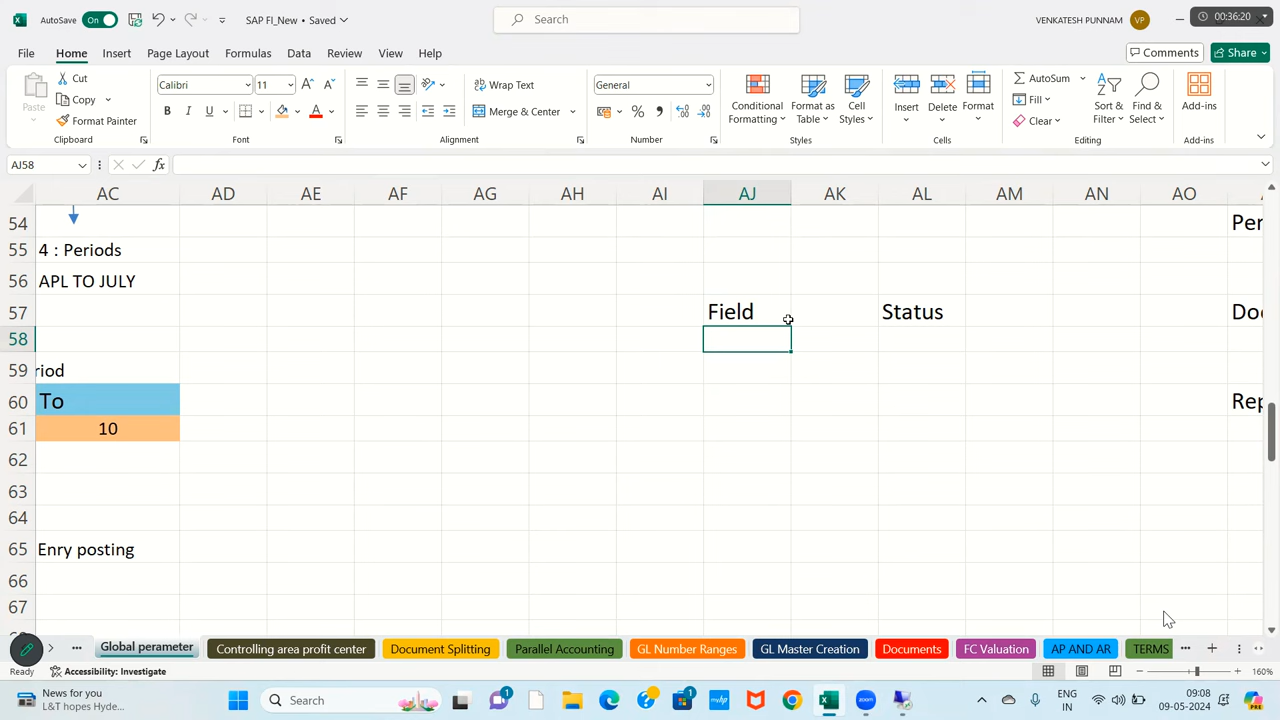 AutoSave On SAP FI_New • Saved Search VENKATESH PUNNAM VP 00:36:20
File Home Insert Page Layout Formulas Data Review View Help Comments Share
Paste Cut Copy Format Painter Clipboard
Calibri 11 B I U Font
Wrap Text Merge & Center Alignment
General Number
Conditional Formatting Format as Table Cell Styles Styles
Insert Delete Format Cells
AutoSum Fill Clear Sort & Filter Find & Select Editing
Add-ins Add-ins
AJ58 fx
AC AD AE AF AG AH AI AJ AK AL AM AN AO
54 Per
55 4 : Periods
56 APL TO JULY
57 Field Status Doc
58
59 riod
60 To Rep
61 10
62
63
64
65 Enry posting
66
67
Global perameter Controlling area profit center Document Splitting Parallel Accounting GL Number Ranges GL Master Creation Documents FC Valuation AP AND AR TERMS
Ready Accessibility: Investigate 160%
News for you
L&T hopes Hyde...
Search
ENG
IN
09:08
09-05-2024